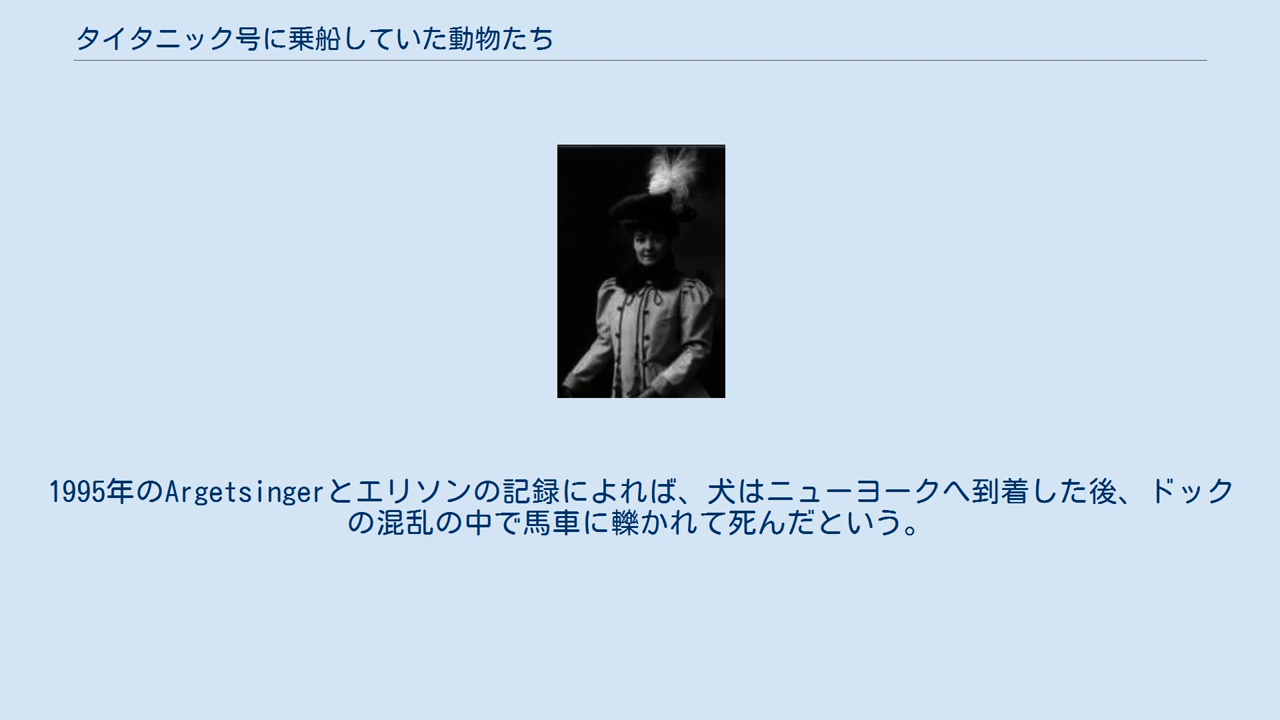 タイタニック号に乗船していた動物たち
1995年のArgetsingerとエリソンの記録によれば、犬はニューヨークへ到着した後、ドック
の混乱の中で馬車に轢かれて死んだという。